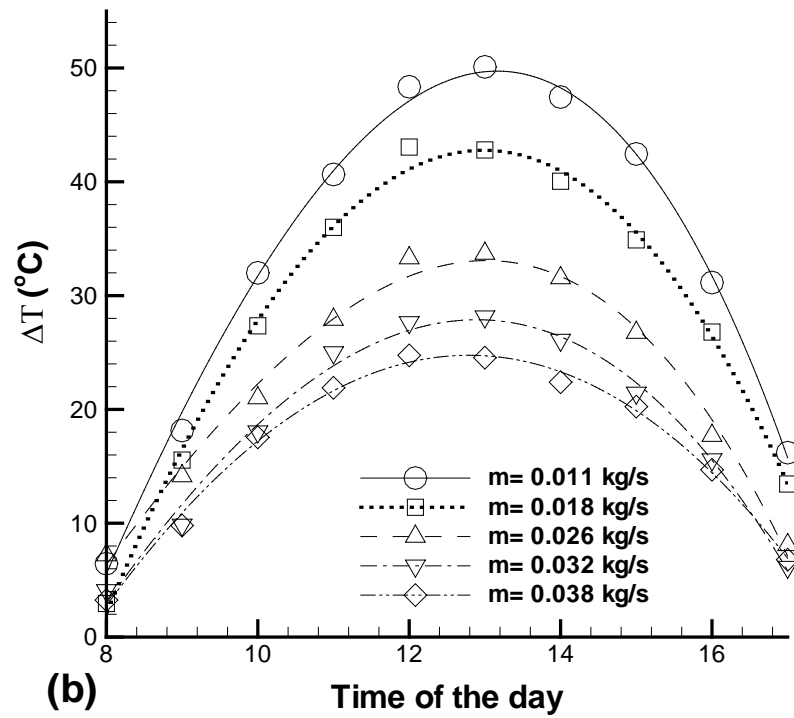 50
40
30
20
10
0
ΔT (°C)
m= 0.011 kg/s
m= 0.018 kg/s
m= 0.026 kg/s
m= 0.032 kg/s
m= 0.038 kg/s
8 10 12 14 16
(b) Time of the day